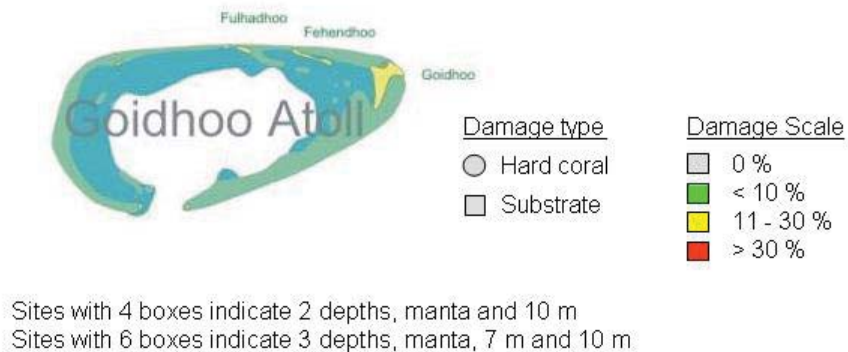 Fulhadhoo
Fehendhoo
Goidhoo
Goidhoo Atoll
Damage type
Hard coral
Substrate
Damage Scale
0 %
< 10 %
11 - 30 %
> 30 %
Sites with 4 boxes indicate 2 depths, manta and 10 m
Sites with 6 boxes indicate 3 depths, manta, 7 m and 10 m